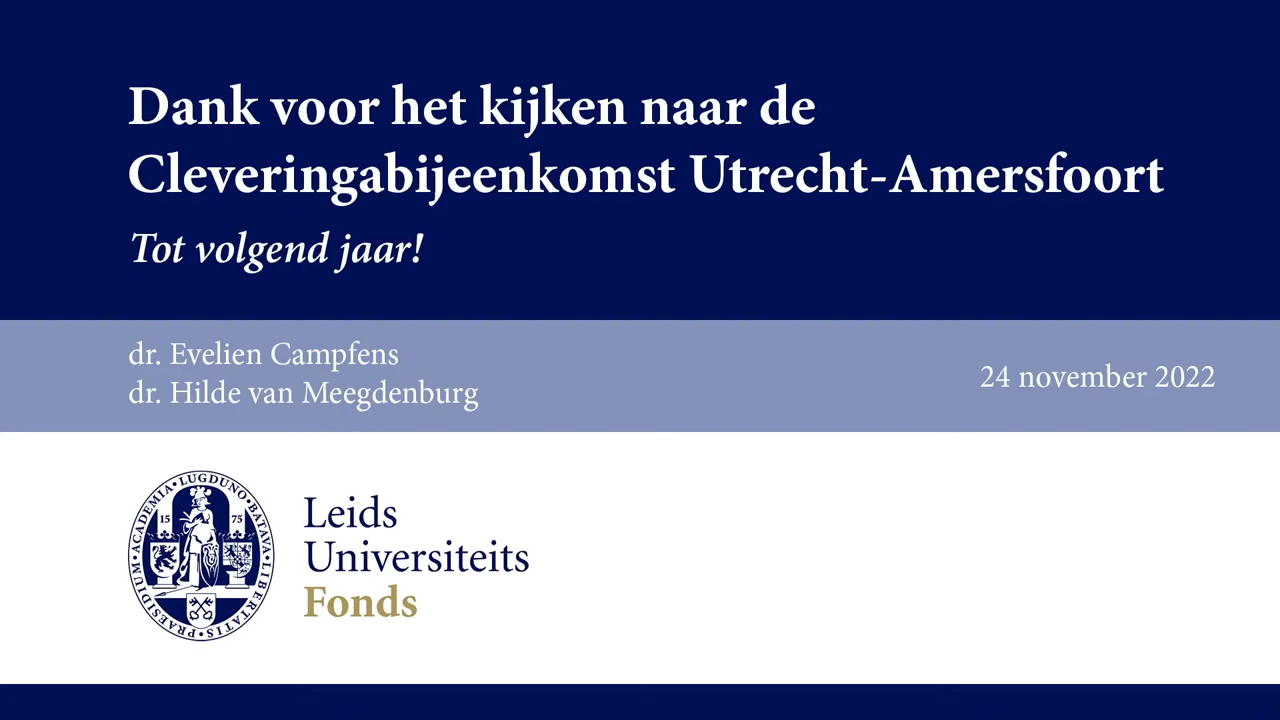 Dank voor het kijken naar de
Cleveringabijeenkomst Utrecht-Amersfoort
Tot volgend jaar!
dr. Evelien Campfens
dr. Hilde van Meegdenburg
24 november 2022
ACADEMIA·LUGDUNO·BATAVA·LIBERTATIS·PRAESIDIUM·
15 75
Leids
Universiteits
Fonds